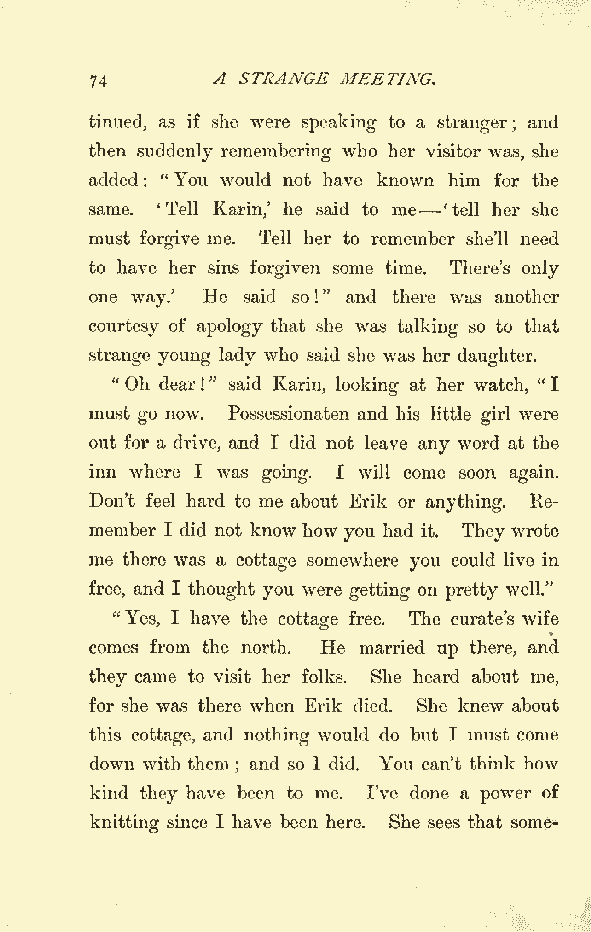 74 A STRANGE MEETING.
tinued, as if she were speaking to a stranger; and
then suddenly remembering who her visitor was, she
added: “You would not have known him for the
same. ‘Tell Karin,’ he said to me—‘tell her she
must forgive me. Tell her to remember she’ll need
to have her sins forgiven some time. There’s only
one way.’ He said so!” and there was another
courtesy of apology that she was talking so to that
strange young lady who said she was her daughter.
“Oh dear!” said Karin, looking at her watch, “I
must go now. Possessionaten and his little girl were
out for a drive, and I did not leave any word at the
inn where I was going. I will come soon again.
Don’t feel hard to me about Erik or anything. Re-
member I did not know how you had it. They wrote
me there was a cottage somewhere you could live in
free, and I thought you were getting on pretty well.”
“Yes, I have the cottage free. The curate’s wife
comes from the north. He married up there, and
they came to visit her folks. She heard about me,
for she was there when Erik died. She knew about
this cottage, and nothing would do but I must come
down with them; and so I did. You can’t think how
kind they have been to me. I’ve done a power of
knitting since I have been here. She sees that some-